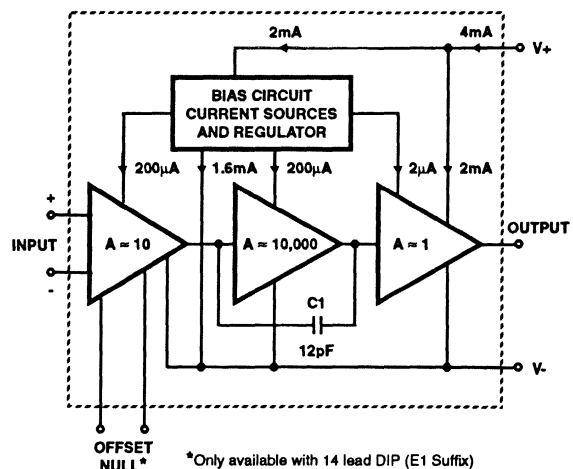 2mA
4mA
V+
BIAS CIRCUIT
CURRENT SOURCES
AND REGULATOR
200μA
1.6mA
200μA
2μA
2mA
+
INPUT
-
A ≈ 10
A ≈ 10,000
A ≈ 1
OUTPUT
C1
12pF
V-
OFFSET
NULL*
*Only available with 14 lead DIP (E1 Suffix)